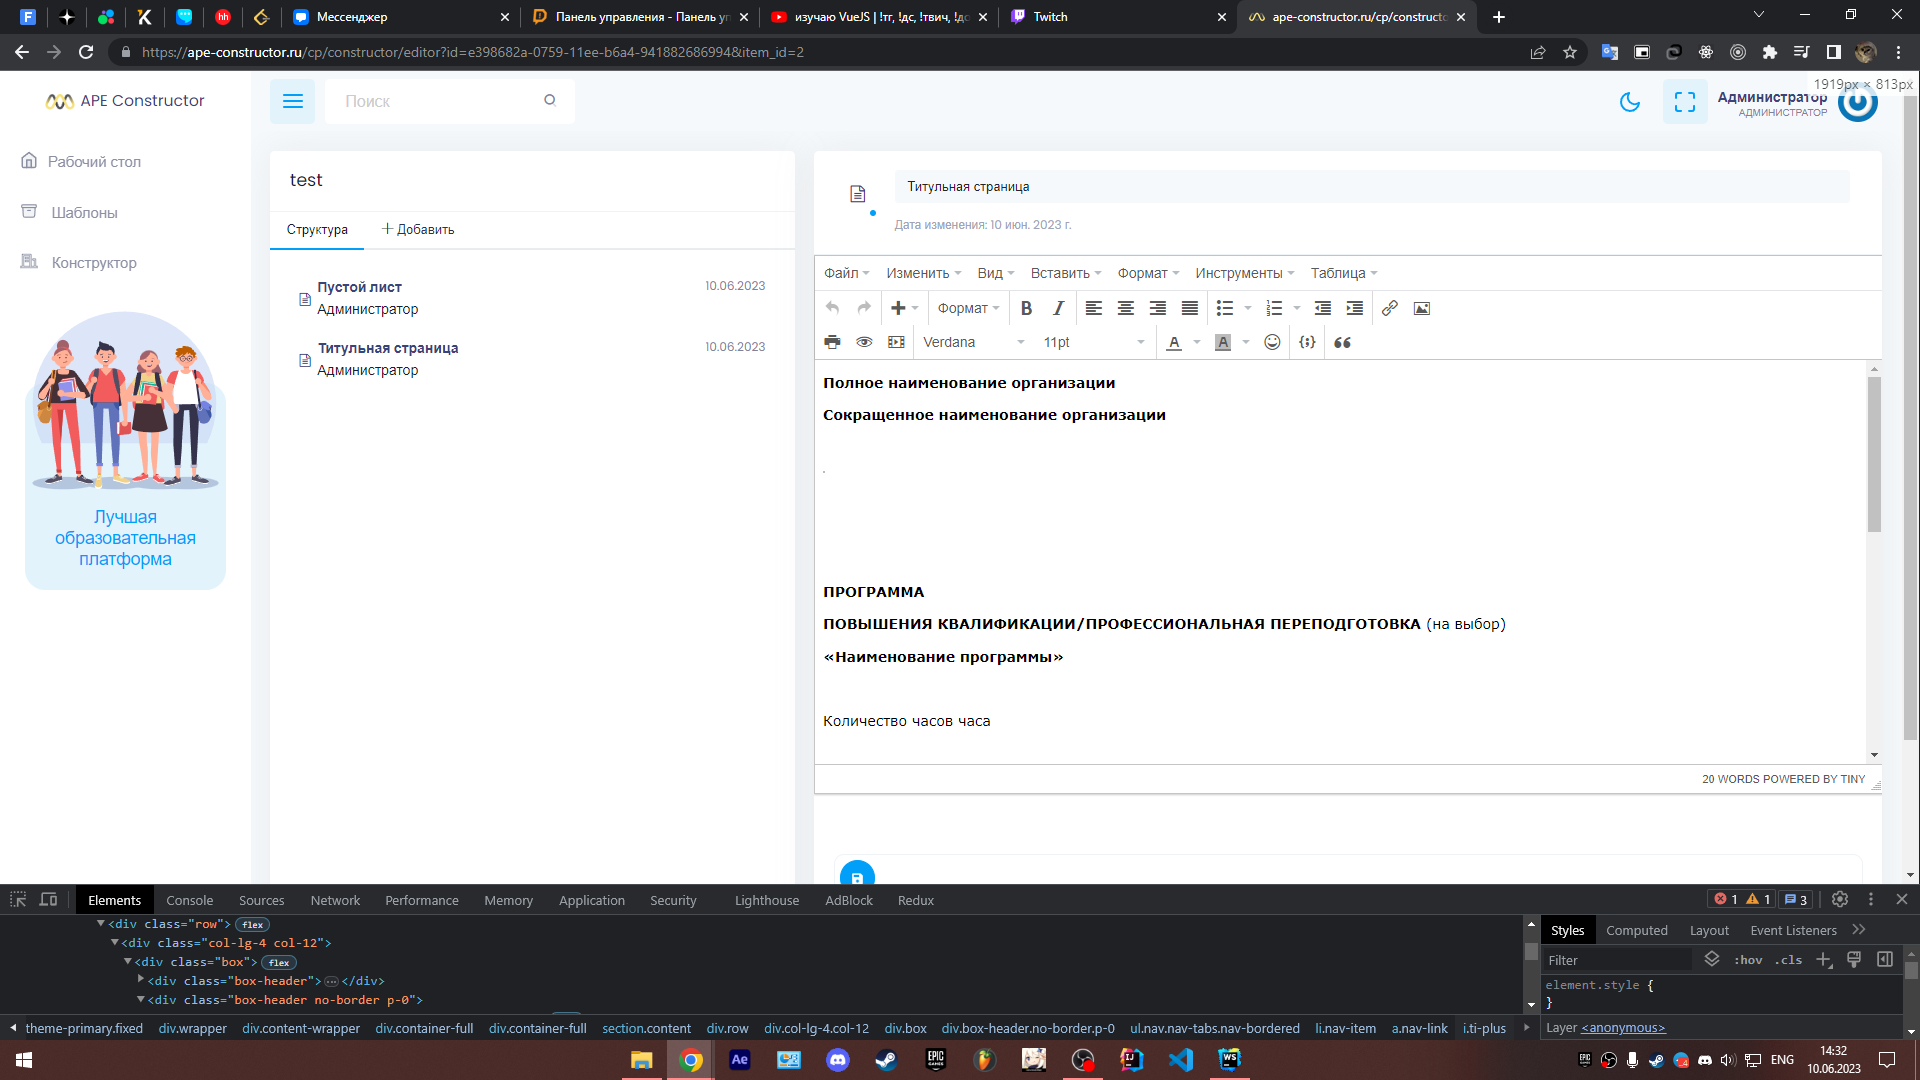 Мессенджер
Панель управления - Панель уп
изучаю VueJS | !тг, !дс, !твич, !до
Twitch
ape-constructor.ru/cp/constructo
https://ape-constructor.ru/cp/constructor/editor?id=e398682a-0759-11ee-b6a4-941882686994&item_id=2
1919px × 813px
APE Constructor
Поиск
Администратор
АДМИНИСТРАТОР
Рабочий стол
Шаблоны
Конструктор
Лучшая
образовательная
платформа
test
Структура
Добавить
Пустой лист
10.06.2023
Администратор
Титульная страница
10.06.2023
Администратор
Титульная страница
Дата изменения: 10 июн. 2023 г.
Файл Изменить Вид Вставить Формат Инструменты Таблица
Формат
Verdana 11pt
Полное наименование организации
Сокращенное наименование организации
.
ПРОГРАММА
ПОВЫШЕНИЯ КВАЛИФИКАЦИИ/ПРОФЕССИОНАЛЬНАЯ ПЕРЕПОДГОТОВКА (на выбор)
«Наименование программы»
Количество часов часа
20 WORDS POWERED BY TINY
Elements Console Sources Network Performance Memory Application Security Lighthouse AdBlock Redux
1 1 3
<div class="row"> flex
<div class="col-lg-4 col-12">
<div class="box"> flex
<div class="box-header"> … </div>
<div class="box-header no-border p-0">
Styles Computed Layout Event Listeners
Filter
:hov .cls
element.style {
}
Layer <anonymous>
theme-primary.fixed div.wrapper div.content-wrapper div.container-full div.container-full section.content div.row div.col-lg-4.col-12 div.box div.box-header.no-border.p-0 ul.nav.nav-tabs.nav-bordered li.nav-item a.nav-link i.ti-plus
ENG
14:32
10.06.2023